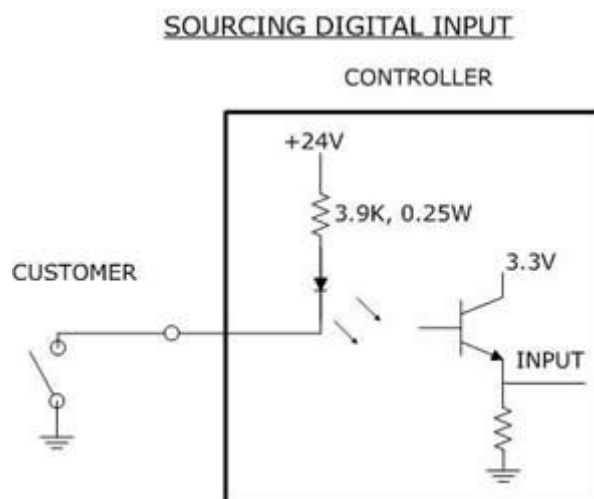 SOURCING DIGITAL INPUT
CONTROLLER
+24V
3.9K, 0.25W
CUSTOMER
3.3V
INPUT